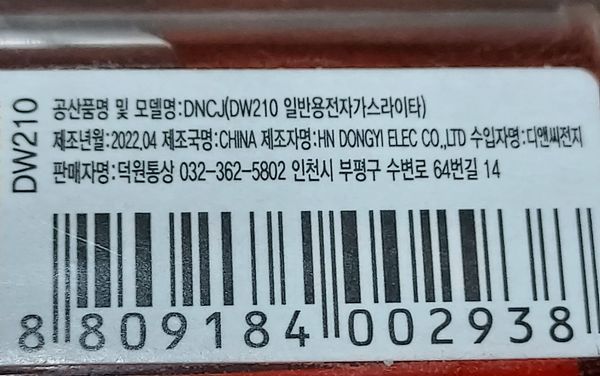 DW210
공산품명 및 모델명:DNCJ(DW210 일반용전자가스라이타)
제조년월:2022.04 제조국명:CHINA 제조자명:HN DONGYI ELEC CO.,LTD 수입자명:디앤씨전지
판매자명:덕원통상 032-362-5802 인천시 부평구 수변로 64번길 14
8 809184 002938